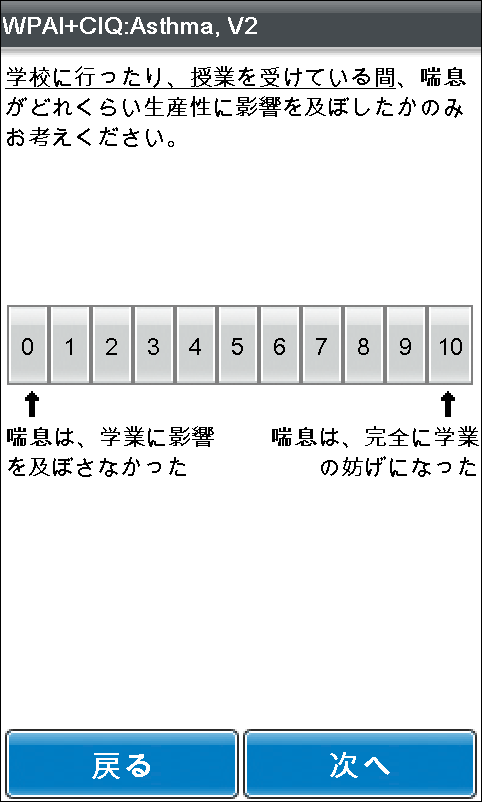 WPAI+CIQ:Asthma, V2
学校に行ったり、授業を受けている間、喘息
がどれくらい生産性に影響を及ぼしたかのみ
お考えください。
0 1 2 3 4 5 6 7 8 9 10
喘息は、学業に影響
を及ぼさなかった
喘息は、完全に学業
の妨げになった
戻る
次へ